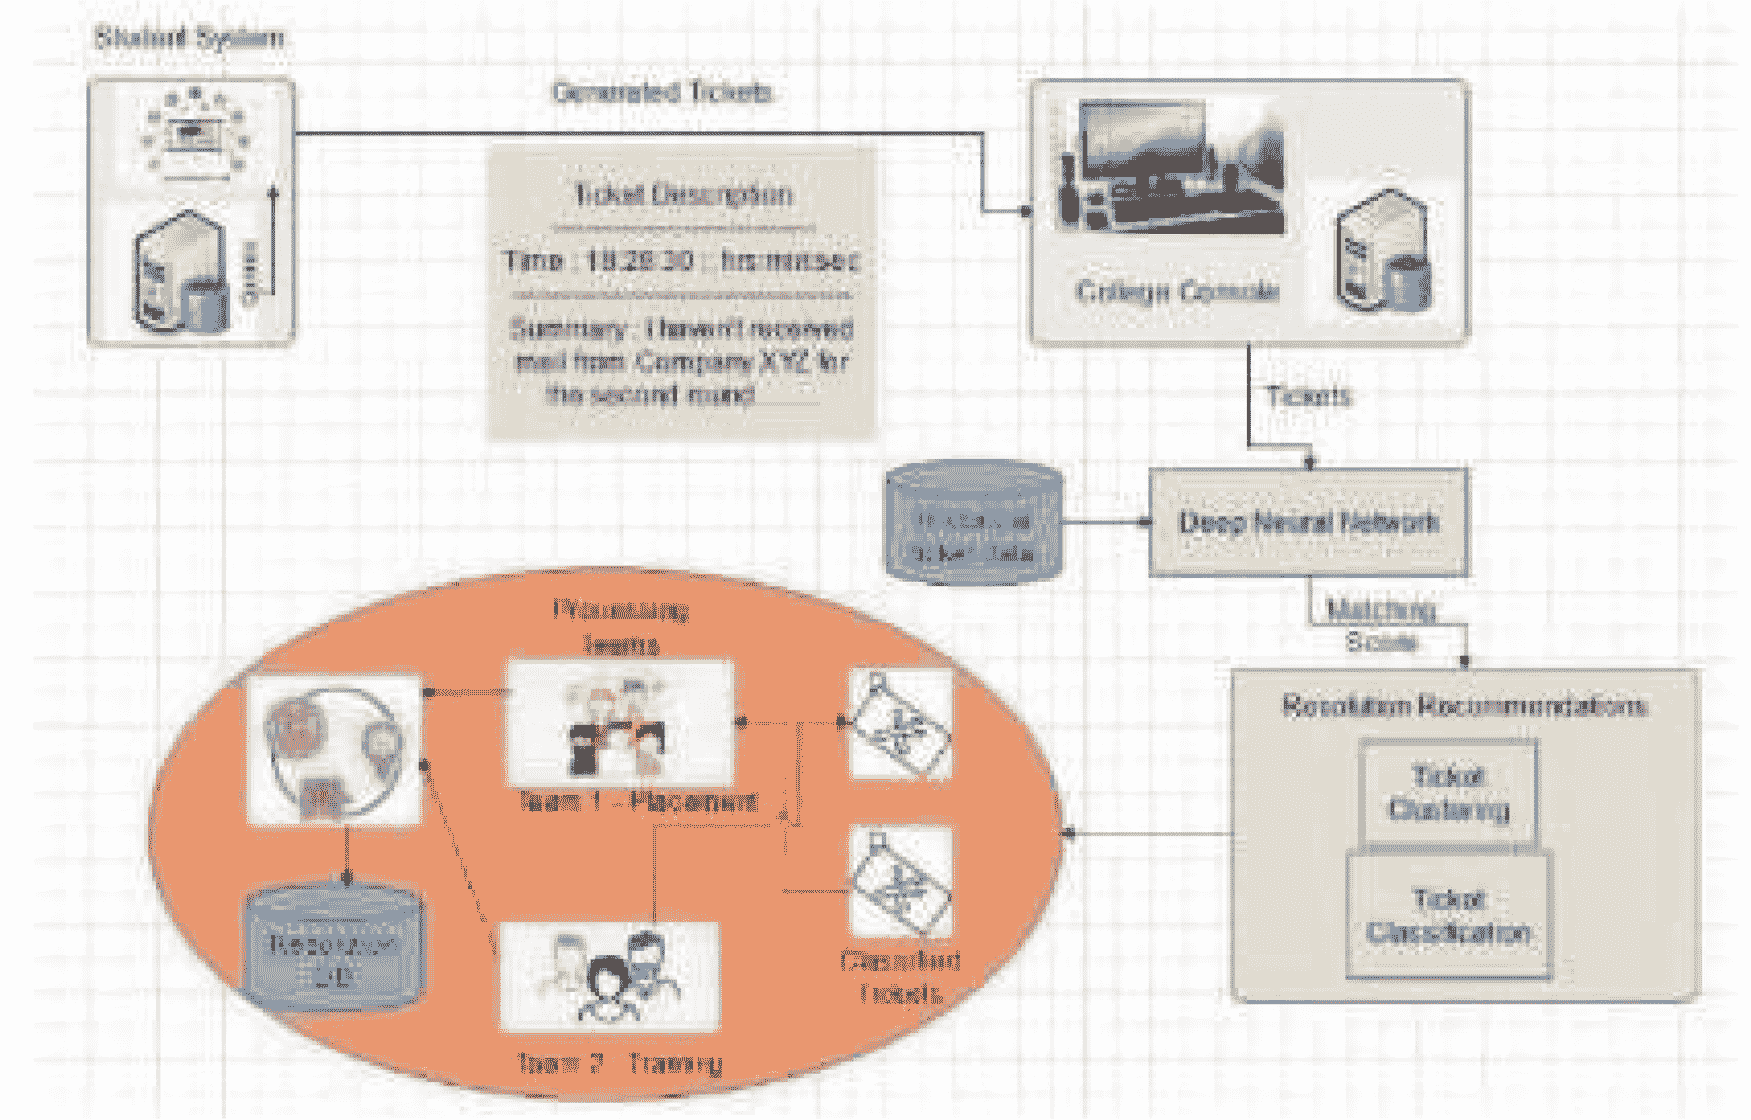 Student System
Generated Tickets
Ticket Description
Time : 18:28:30 : hrs:min:sec
Summary : I haven't received
mail from Company XYZ for
the second round
College Console
Tickets
Ticket Data
Deep Neural Network
Matching
Score
Resolution Recommendations
Ticket
Clustering
Ticket
Classification
Processing
Teams
Team 1 - Placement
Classified
Tickets
Team 2 - Training